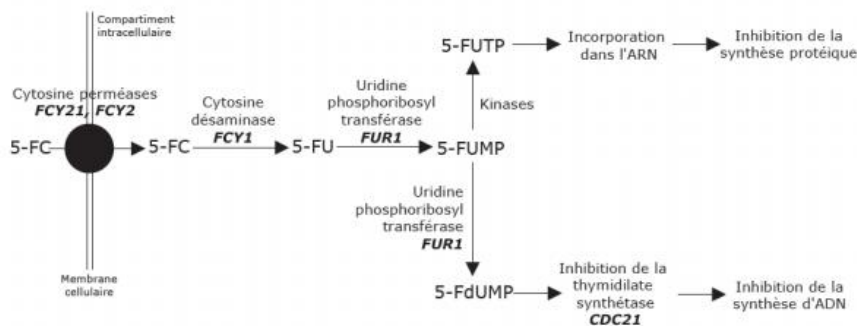 Compartiment
intracellulaire
5-FUTP
Incorporation
dans l'ARN
Inhibition de la
synthèse protéique
Cytosine perméases
FCY21, FCY2
Cytosine
désaminase
FCY1
Uridine
phosphoribosyl
transférase
FUR1
Kinases
5-FC
5-FC
5-FU
5-FUMP
Uridine
phosphoribosyl
transférase
FUR1
Membrane
cellulaire
5-FdUMP
Inhibition de la
thymidilate
synthétase
CDC21
Inhibition de la
synthèse d'ADN